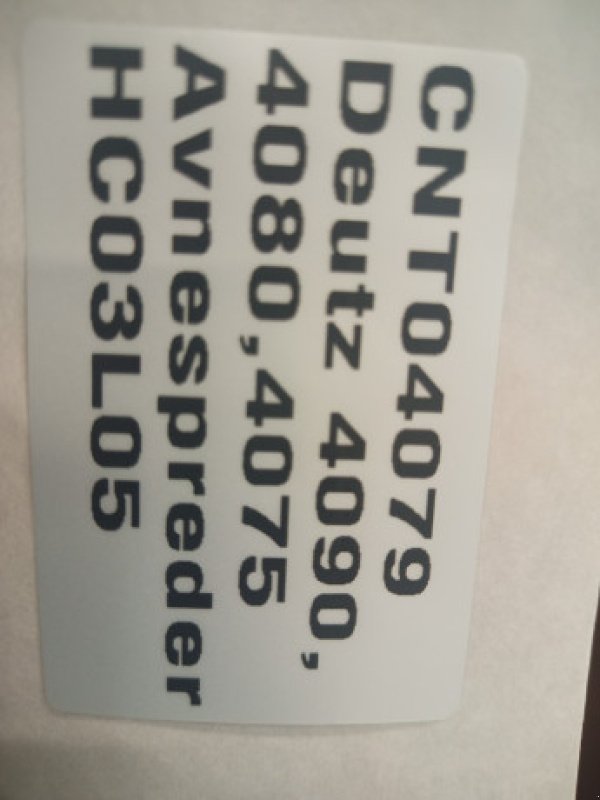 CNT04079
Deutz 4090,
4080,4075
Avnespreder
HC03L05